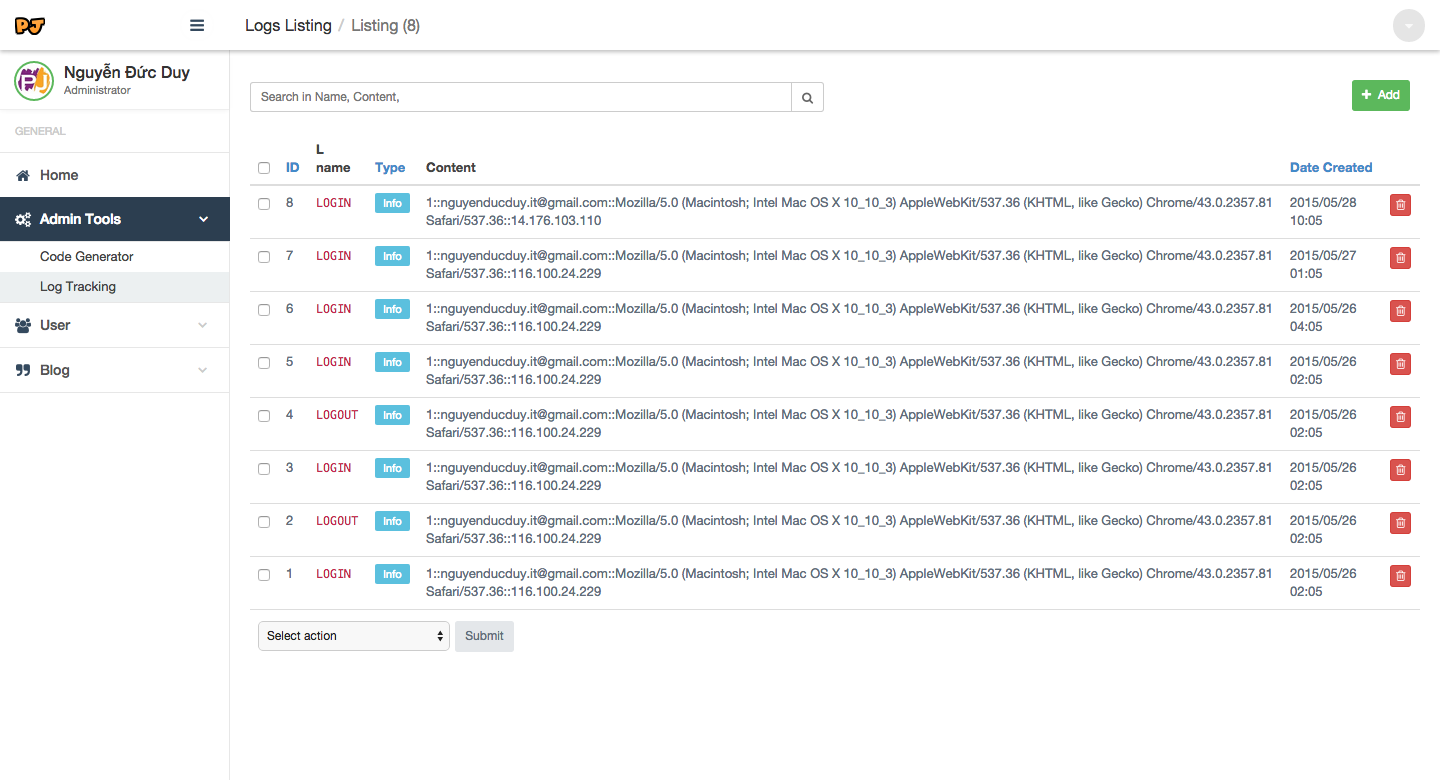 PJ
Logs Listing / Listing (8)
PJ
Nguyễn Đức Duy
Administrator
GENERAL
Home
Admin Tools
Code Generator
Log Tracking
User
Blog
Search in Name, Content,
+ Add
ID
L
name
Type
Content
Date Created
8
LOGIN
Info
1::nguyenducduy.it@gmail.com::Mozilla/5.0 (Macintosh; Intel Mac OS X 10_10_3) AppleWebKit/537.36 (KHTML, like Gecko) Chrome/43.0.2357.81
Safari/537.36::14.176.103.110
2015/05/28
10:05
7
LOGIN
Info
1::nguyenducduy.it@gmail.com::Mozilla/5.0 (Macintosh; Intel Mac OS X 10_10_3) AppleWebKit/537.36 (KHTML, like Gecko) Chrome/43.0.2357.81
Safari/537.36::116.100.24.229
2015/05/27
01:05
6
LOGIN
Info
1::nguyenducduy.it@gmail.com::Mozilla/5.0 (Macintosh; Intel Mac OS X 10_10_3) AppleWebKit/537.36 (KHTML, like Gecko) Chrome/43.0.2357.81
Safari/537.36::116.100.24.229
2015/05/26
04:05
5
LOGIN
Info
1::nguyenducduy.it@gmail.com::Mozilla/5.0 (Macintosh; Intel Mac OS X 10_10_3) AppleWebKit/537.36 (KHTML, like Gecko) Chrome/43.0.2357.81
Safari/537.36::116.100.24.229
2015/05/26
02:05
4
LOGOUT
Info
1::nguyenducduy.it@gmail.com::Mozilla/5.0 (Macintosh; Intel Mac OS X 10_10_3) AppleWebKit/537.36 (KHTML, like Gecko) Chrome/43.0.2357.81
Safari/537.36::116.100.24.229
2015/05/26
02:05
3
LOGIN
Info
1::nguyenducduy.it@gmail.com::Mozilla/5.0 (Macintosh; Intel Mac OS X 10_10_3) AppleWebKit/537.36 (KHTML, like Gecko) Chrome/43.0.2357.81
Safari/537.36::116.100.24.229
2015/05/26
02:05
2
LOGOUT
Info
1::nguyenducduy.it@gmail.com::Mozilla/5.0 (Macintosh; Intel Mac OS X 10_10_3) AppleWebKit/537.36 (KHTML, like Gecko) Chrome/43.0.2357.81
Safari/537.36::116.100.24.229
2015/05/26
02:05
1
LOGIN
Info
1::nguyenducduy.it@gmail.com::Mozilla/5.0 (Macintosh; Intel Mac OS X 10_10_3) AppleWebKit/537.36 (KHTML, like Gecko) Chrome/43.0.2357.81
Safari/537.36::116.100.24.229
2015/05/26
02:05
Select action
Submit